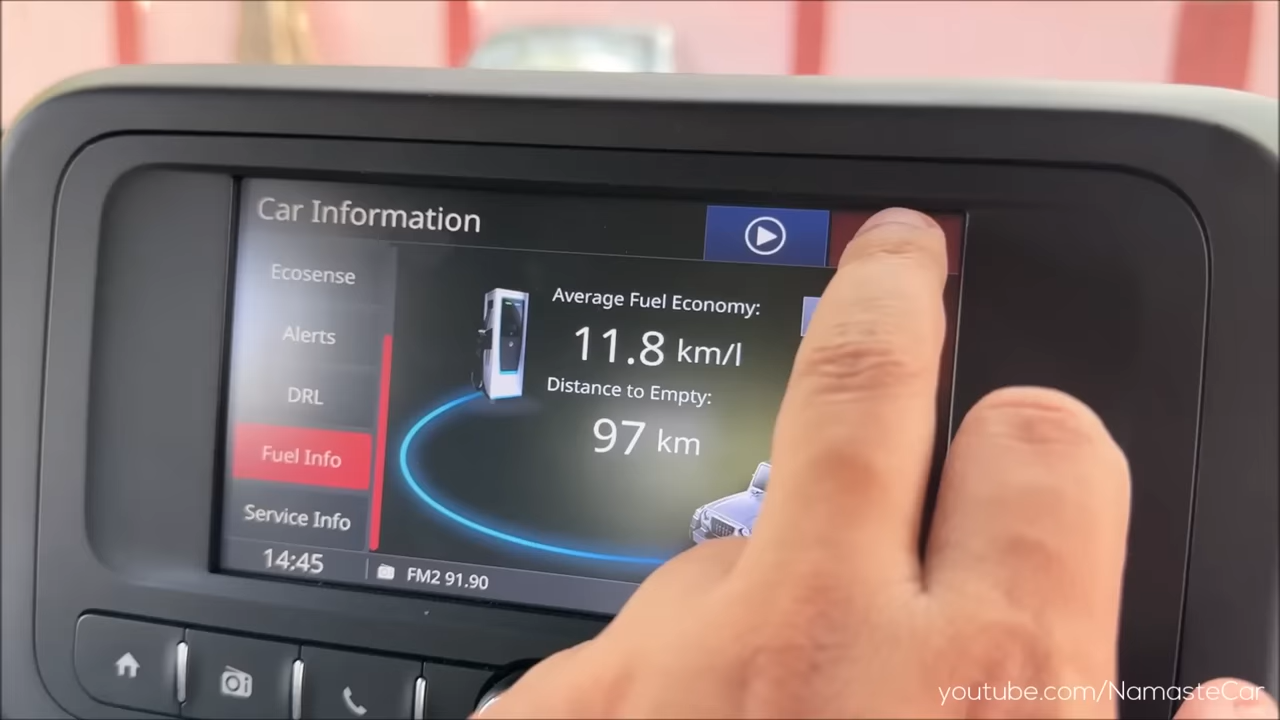 Car Information
Ecosense
Alerts
DRL
Fuel Info
Service Info
Average Fuel Economy:
11.8 km/l
Distance to Empty:
97 km
14:45
FM2 91.90
youtube.com/NamasteCar